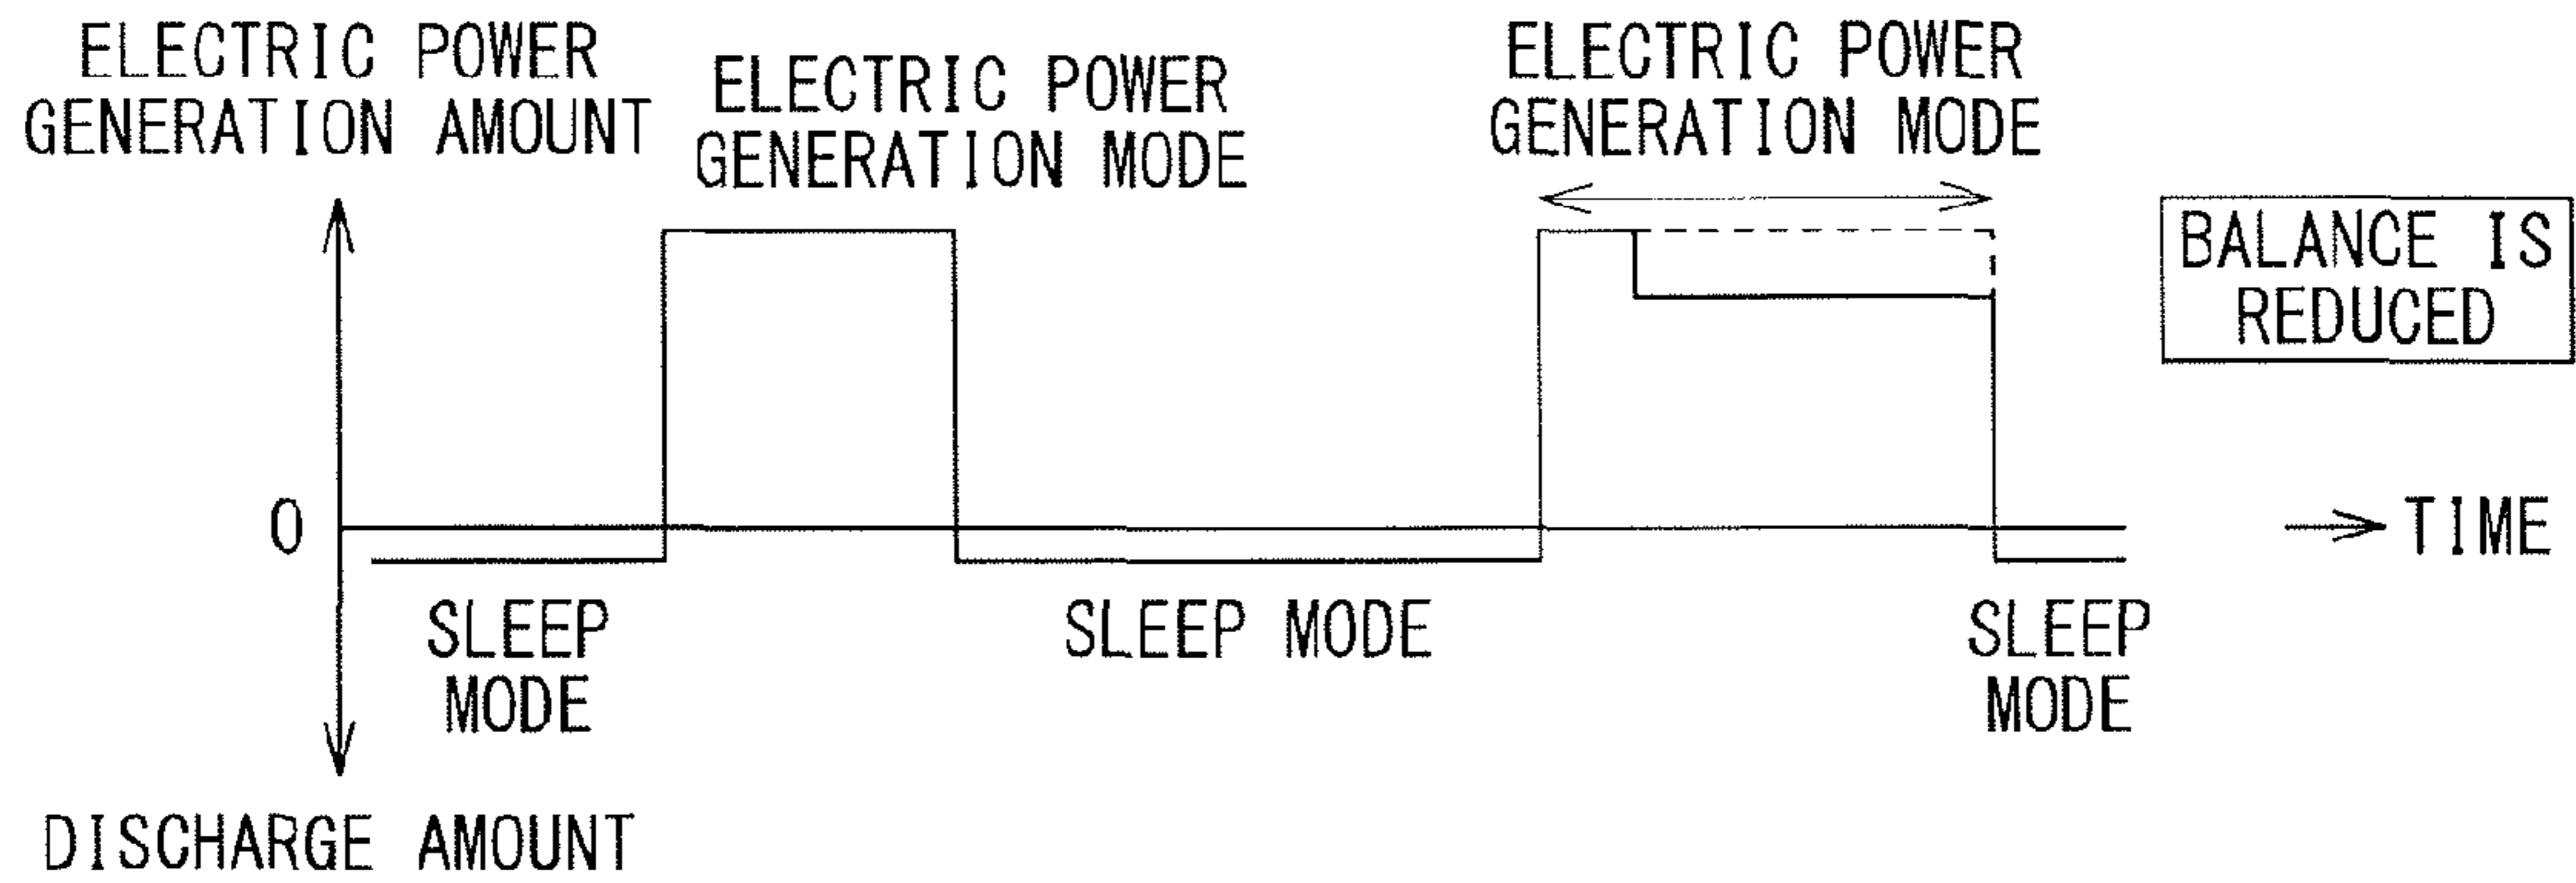 ELECTRIC POWER
GENERATION AMOUNT
ELECTRIC POWER
GENERATION MODE
ELECTRIC POWER
GENERATION MODE
BALANCE IS
REDUCED
0
TIME
SLEEP
MODE
SLEEP MODE
SLEEP
MODE
DISCHARGE AMOUNT